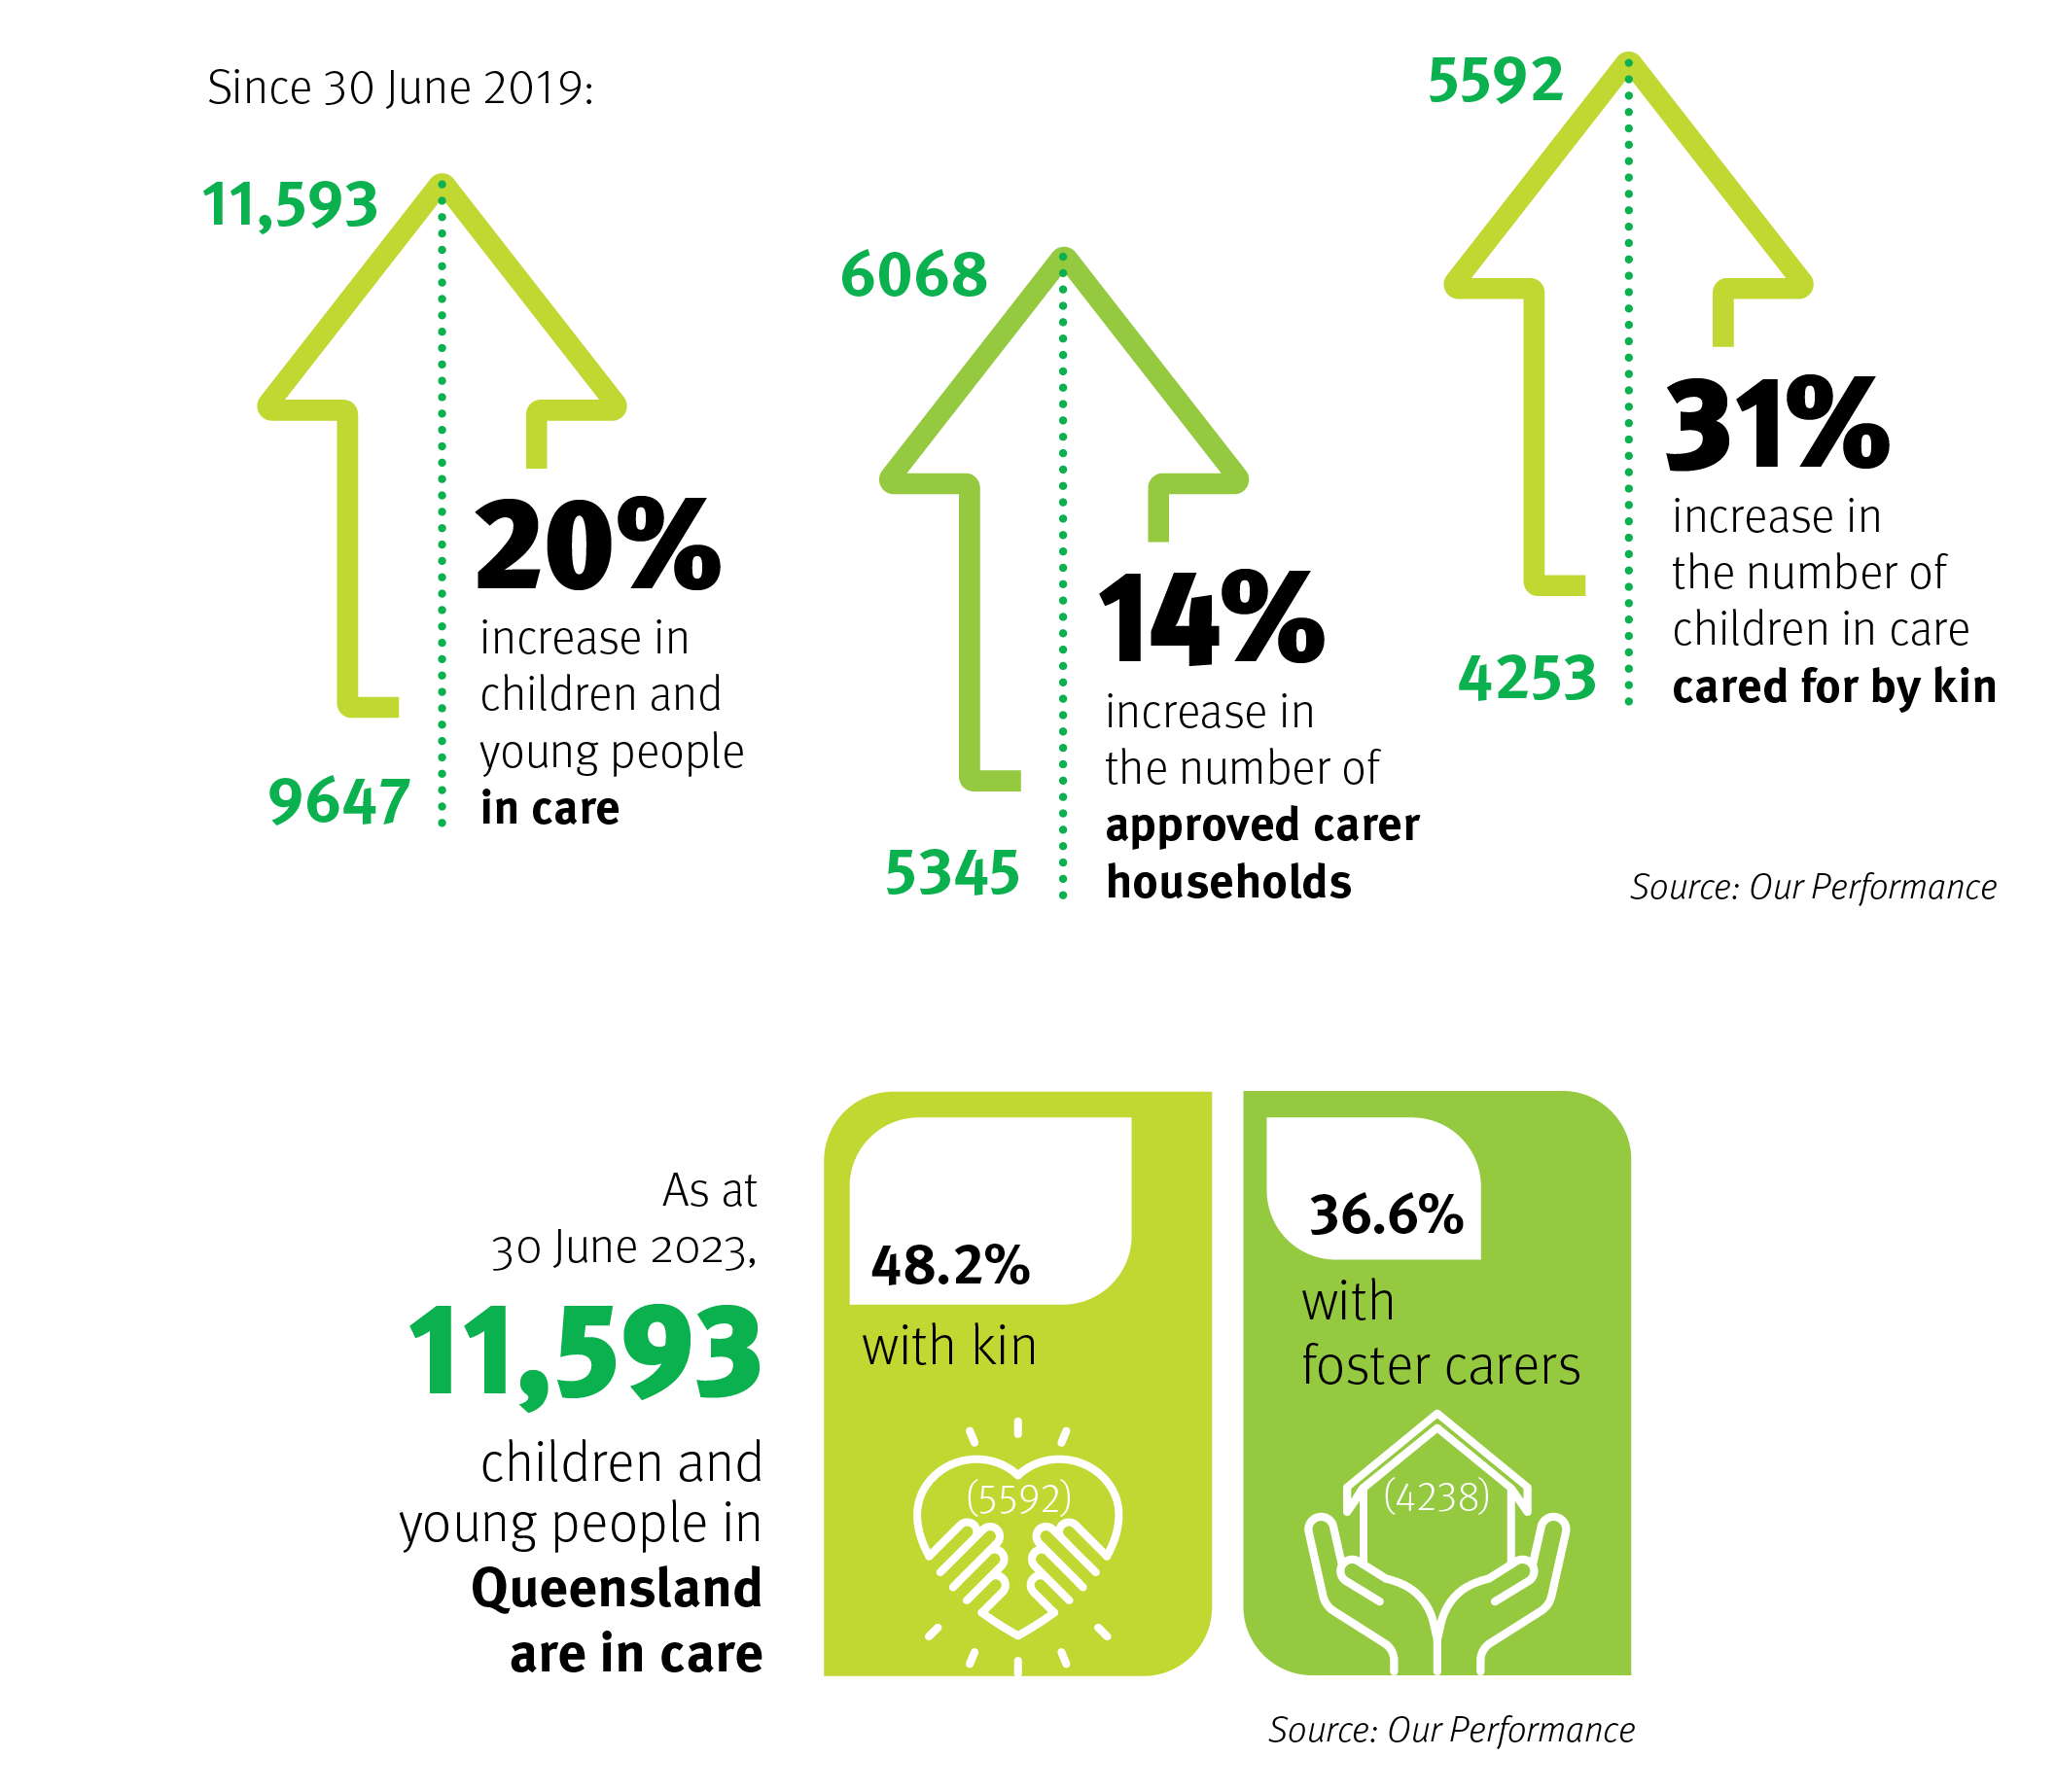 Since 30 June 2019:
11,593
20%
increase in
children and
young people
in care
9647
6068
14%
increase in
the number of
approved carer
households
5345
5592
31%
increase in
the number of
children in care
cared for by kin
4253
Source: Our Performance
As at
30 June 2023,
11,593
children and
young people in
Queensland
are in care
48.2%
with kin
(5592)
36.6%
with
foster carers
(4238)
Source: Our Performance